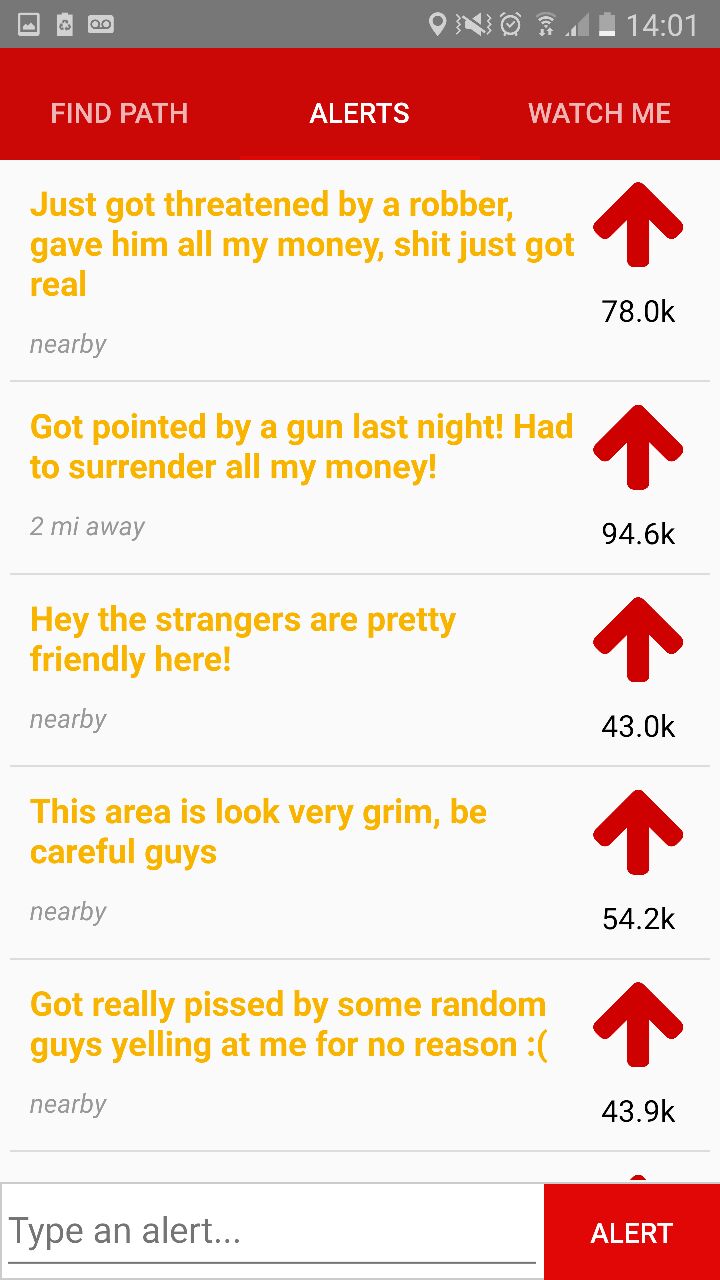 14:01
FIND PATH
ALERTS
WATCH ME
Just got threatened by a robber,
gave him all my money, shit just got
real
78.0k
nearby
Got pointed by a gun last night! Had
to surrender all my money!
94.6k
2 mi away
Hey the strangers are pretty
friendly here!
43.0k
nearby
This area is look very grim, be
careful guys
54.2k
nearby
Got really pissed by some random
guys yelling at me for no reason :(
43.9k
nearby
Type an alert...
ALERT